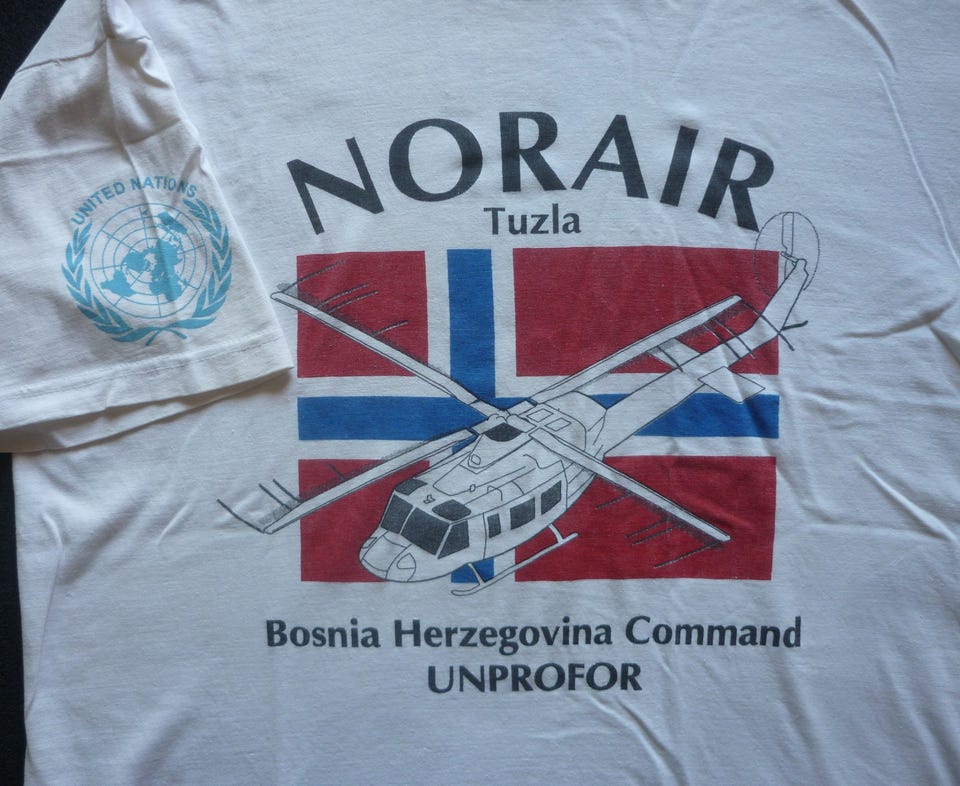 UNITED NATIONS
NORAIR
Tuzla
Bosnia Herzegovina Command
UNPROFOR